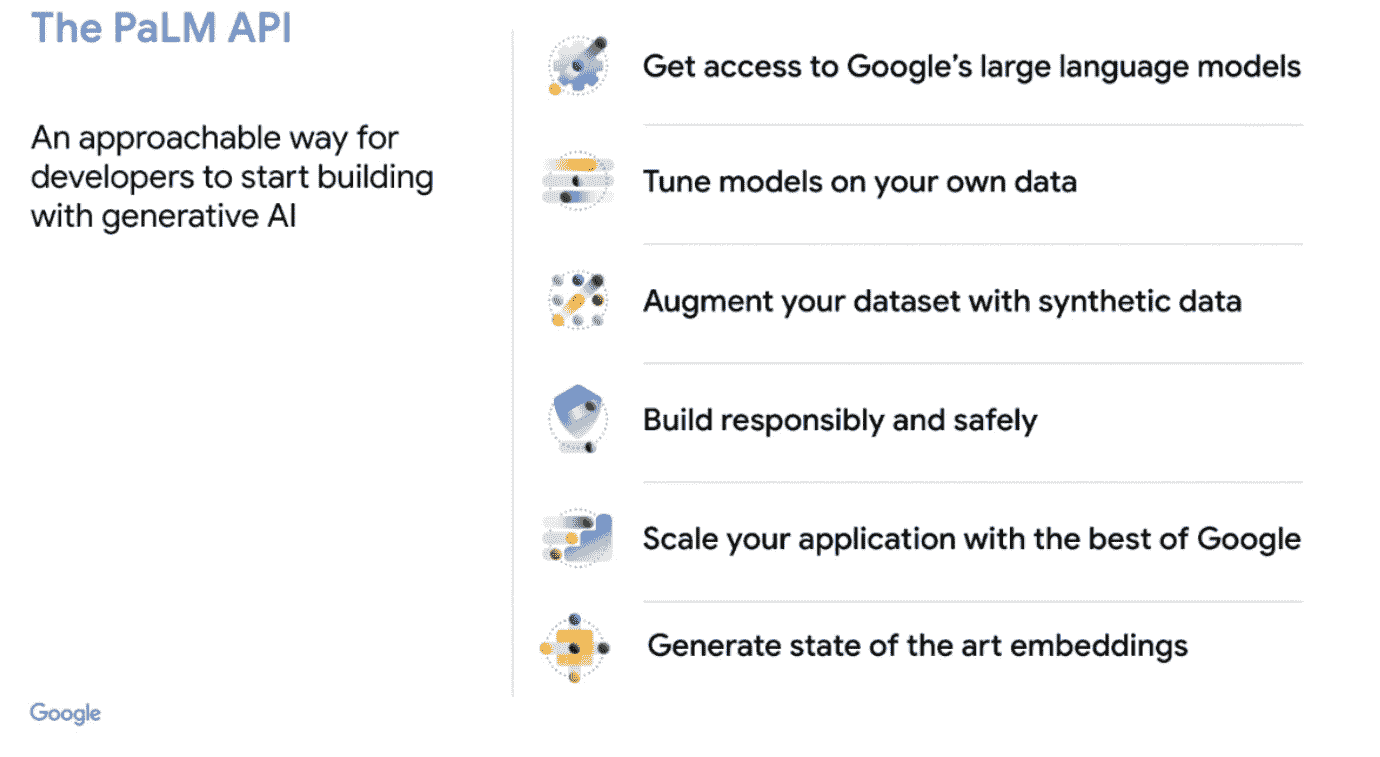 The PaLM API
An approachable way for
developers to start building
with generative AI
Get access to Google’s large language models
Tune models on your own data
Augment your dataset with synthetic data
Build responsibly and safely
Scale your application with the best of Google
Generate state of the art embeddings
Google